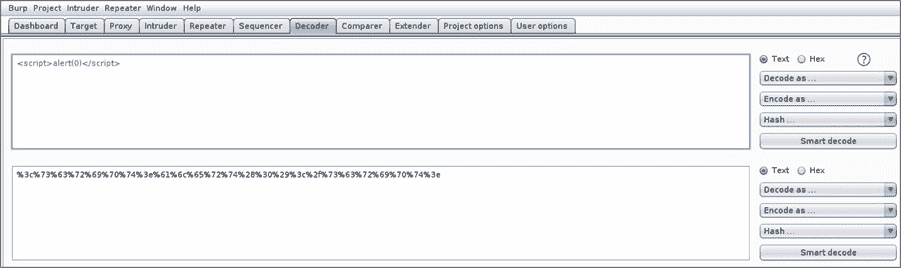 Burp Project Intruder Repeater Window Help
Dashboard Target Proxy Intruder Repeater Sequencer Decoder Comparer Extender Project options User options
<script>alert(0)</script>
Text Hex ?
Decode as ...
Encode as ...
Hash ...
Smart decode
%3c%73%63%72%69%70%74%3e%61%6c%65%72%74%28%30%29%3c%2f%73%63%72%69%70%74%3e
Text Hex
Decode as ...
Encode as ...
Hash ...
Smart decode